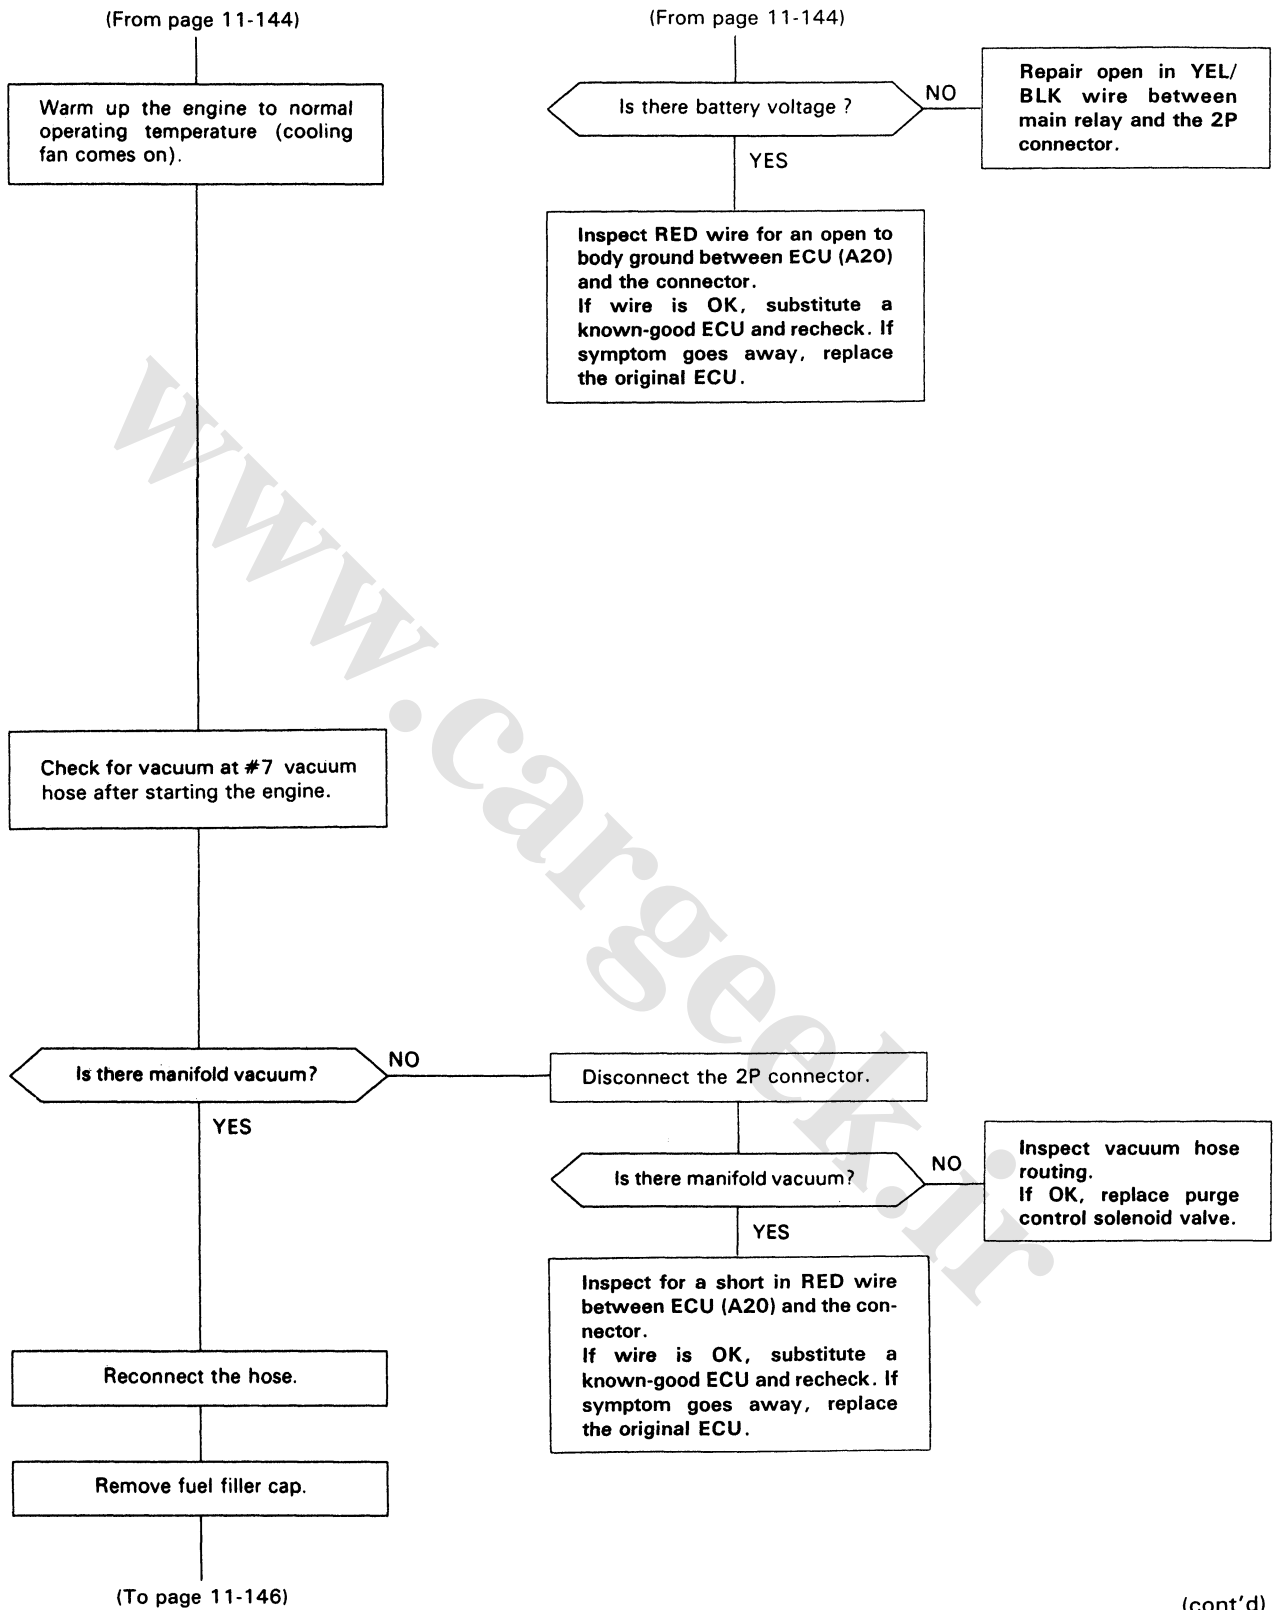 (From page 11-144)
Warm up the engine to normal
operating temperature (cooling
fan comes on).
Check for vacuum at #7 vacuum
hose after starting the engine.
Is there manifold vacuum?
NO
YES
Reconnect the hose.
Remove fuel filler cap.
(To page 11-146)
(From page 11-144)
Is there battery voltage ?
NO
YES
Repair open in YEL/
BLK wire between
main relay and the 2P
connector.
Inspect RED wire for an open to
body ground between ECU (A20)
and the connector.
If wire is OK, substitute a
known-good ECU and recheck. If
symptom goes away, replace
the original ECU.
Disconnect the 2P connector.
Is there manifold vacuum?
NO
YES
Inspect vacuum hose
routing.
If OK, replace purge
control solenoid valve.
Inspect for a short in RED wire
between ECU (A20) and the con-
nector.
If wire is OK, substitute a
known-good ECU and recheck. If
symptom goes away, replace
the original ECU.
(cont'd)
www.cargeek.ir